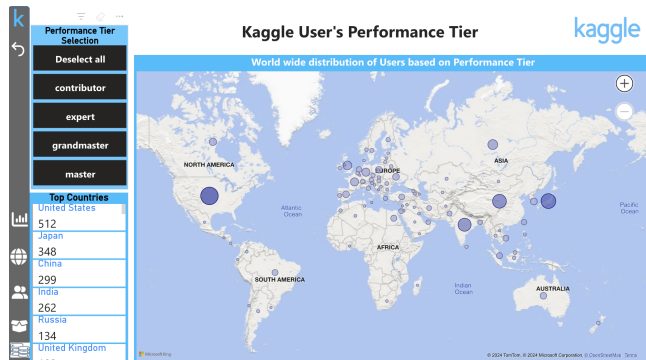 k
Performance Tier
Selection
Deselect all
contributor
expert
grandmaster
master
Top Countries
United States
512
Japan
348
China
299
India
262
Russia
134
United Kingdom
Kaggle User's Performance Tier
kaggle
World wide distribution of Users based on Performance Tier
NORTH AMERICA
EUROPE
ASIA
Atlantic
Ocean
Pacific
Ocean
AFRICA
SOUTH AMERICA
Indian
Ocean
AUSTRALIA
Microsoft Bing
© 2024 TomTom, © 2024 Microsoft Corporation, © OpenStreetMap Terms